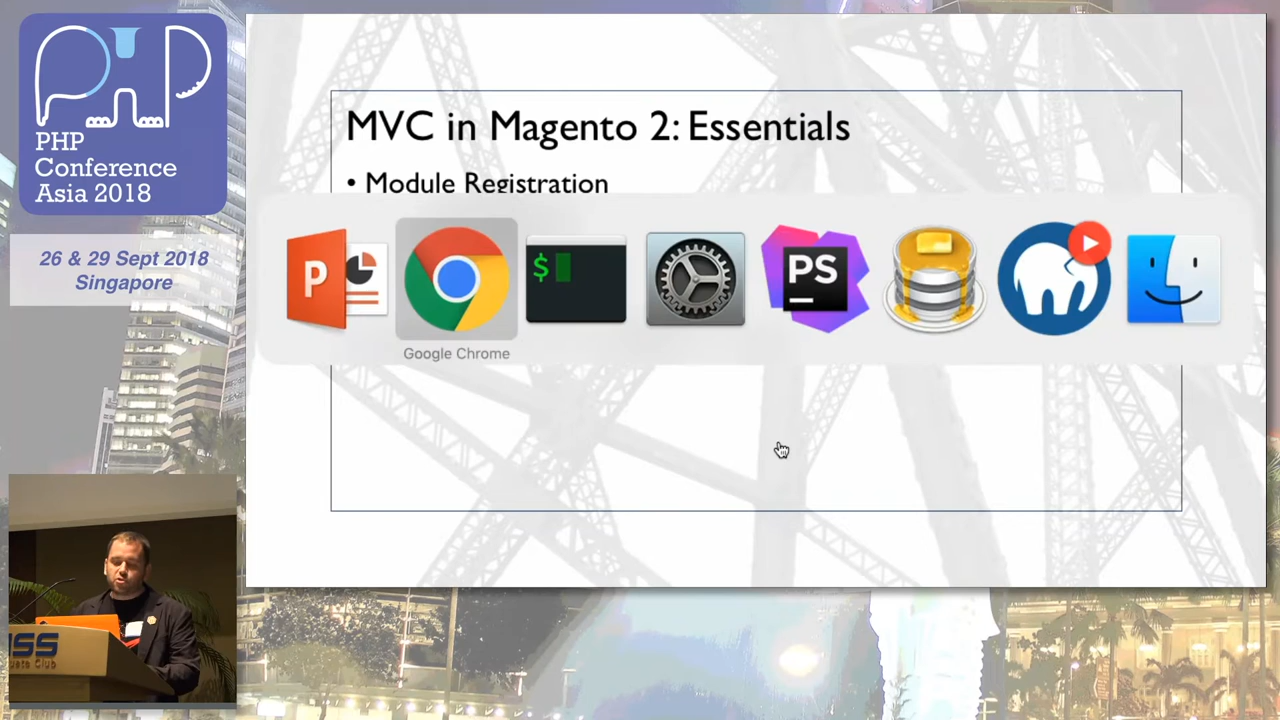 PHP
PHP
Conference
Asia 2018
26 & 29 Sept 2018
Singapore
MVC in Magento 2: Essentials
• Module Registration
P
$
PS
Google Chrome